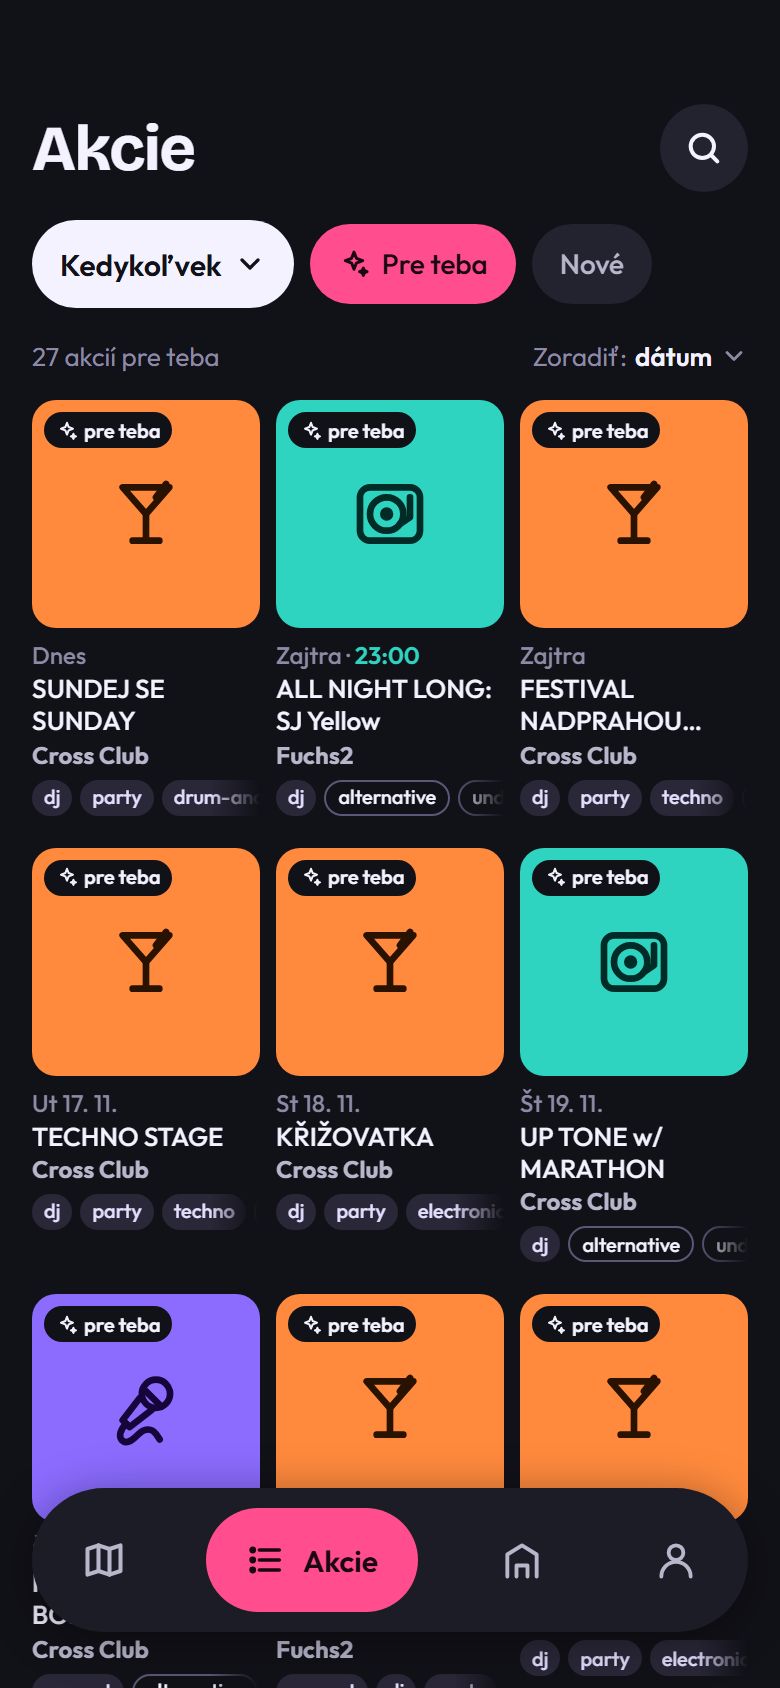 Akcie
Kedykoľvek
Pre teba
Nové
27 akcií pre teba
Zoradiť: dátum
pre teba
pre teba
pre teba
Dnes
SUNDEJ SE
SUNDAY
Cross Club
dj party
Zajtra · 23:00
ALL NIGHT LONG:
SJ Yellow
Fuchs2
dj alternative
Zajtra
FESTIVAL
NADPRAHOU...
Cross Club
dj party techno
pre teba
pre teba
pre teba
Ut 17. 11.
TECHNO STAGE
Cross Club
dj party techno
St 18. 11.
KŘIŽOVATKA
Cross Club
dj party
Št 19. 11.
UP TONE w/
MARATHON
Cross Club
dj alternative
pre teba
pre teba
pre teba
Akcie
Cross Club
Fuchs2
dj party